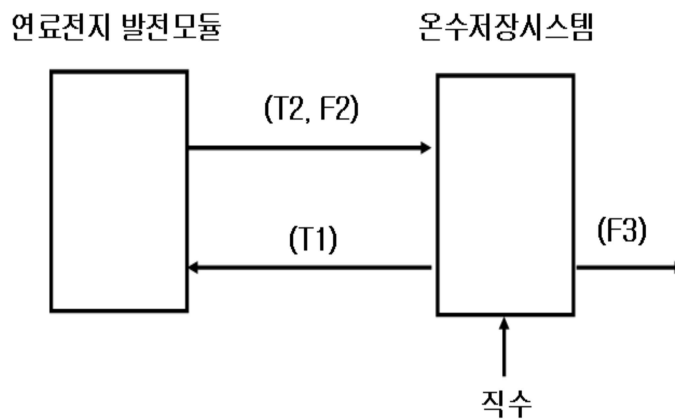 연료전지 발전모듈
온수저장시스템
(T2, F2)
(T1)
(F3)
직수